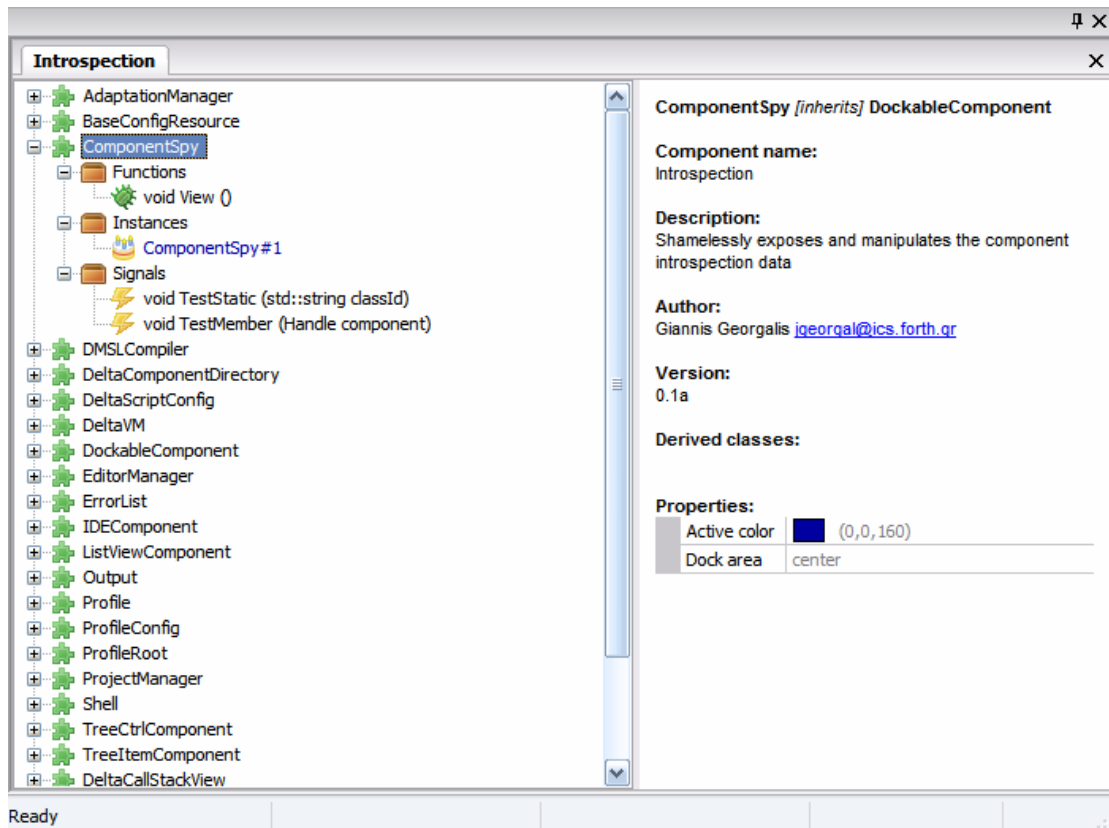 Introspection
AdaptationManager
BaseConfigResource
ComponentSpy
Functions
void View ()
Instances
ComponentSpy#1
Signals
void TestStatic (std::string classId)
void TestMember (Handle component)
DMSLCompiler
DeltaComponentDirectory
DeltaScriptConfig
DeltaVM
DockableComponent
EditorManager
ErrorList
IDEComponent
ListViewComponent
Output
Profile
ProfileConfig
ProfileRoot
ProjectManager
Shell
TreeCtrlComponent
TreeItemComponent
DeltaCallStackView
ComponentSpy [inherits] DockableComponent
Component name:
Introspection
Description:
Shamelessly exposes and manipulates the component
introspection data
Author:
Giannis Georgalis jgeorgal@ics.forth.gr
Version:
0.1a
Derived classes:
Properties:
Active color (0,0,160)
Dock area center
Ready